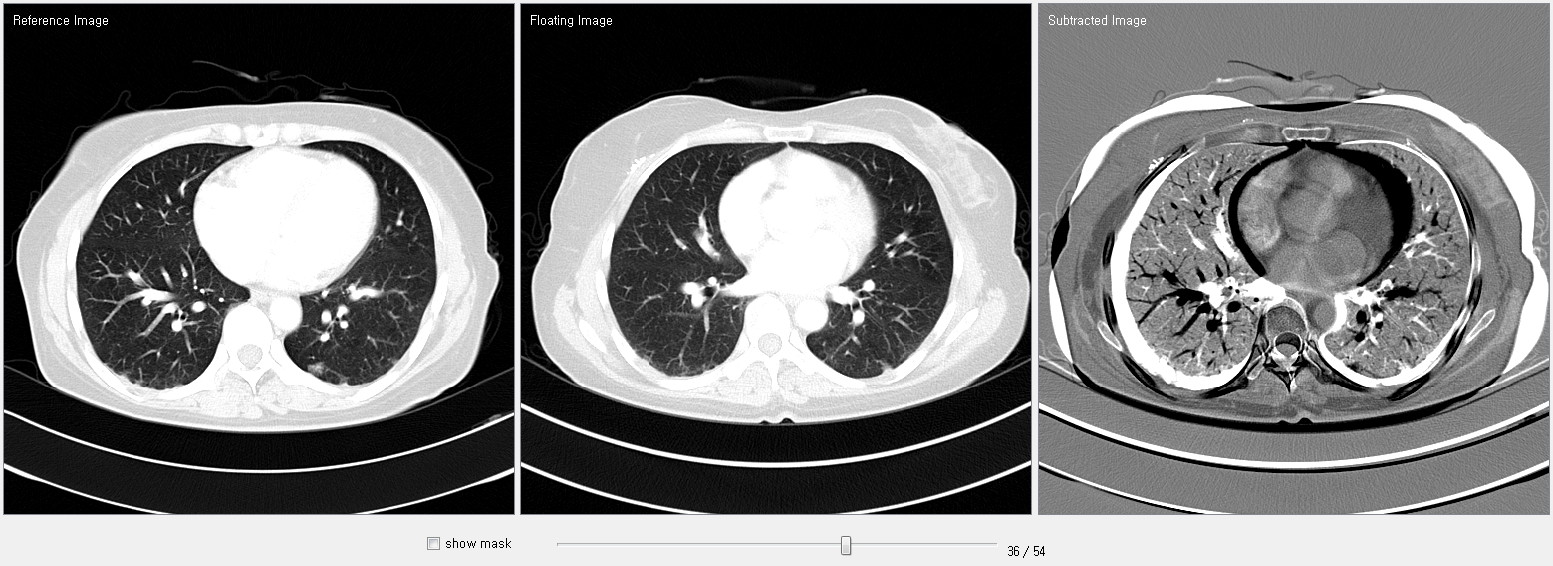 Reference Image
Floating Image
Subtracted Image
show mask
36 / 54